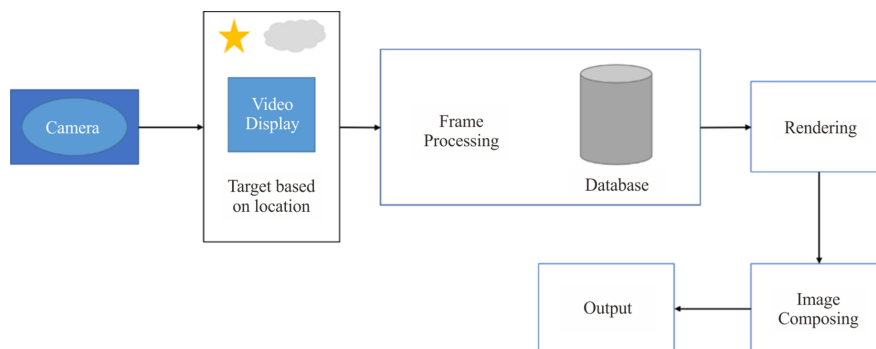 Camera
Video
Display
Target based
on location
Frame
Processing
Database
Rendering
Image
Composing
Output